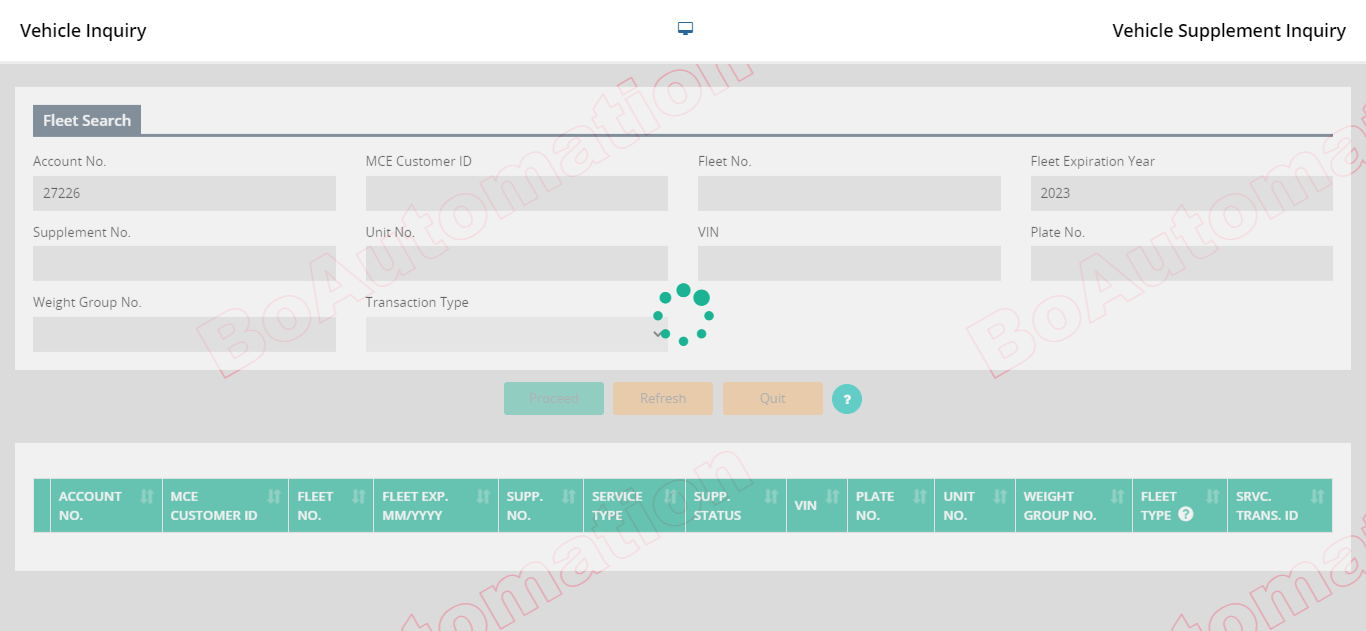 Vehicle Inquiry
Vehicle Supplement Inquiry
Fleet Search
Account No.
MCE Customer ID
Fleet No.
Fleet Expiration Year
27226
2023
Supplement No.
Unit No.
VIN
Plate No.
Weight Group No.
Transaction Type
Proceed
Refresh
Quit
?
ACCOUNT NO.
MCE CUSTOMER ID
FLEET NO.
FLEET EXP. MM/YYYY
SUPP. NO.
SERVICE TYPE
SUPP. STATUS
VIN
PLATE NO.
UNIT NO.
WEIGHT GROUP NO.
FLEET TYPE ?
SRVC. TRANS. ID
BoAutomation
BoAutomation
BoAutomation
BoAutomation